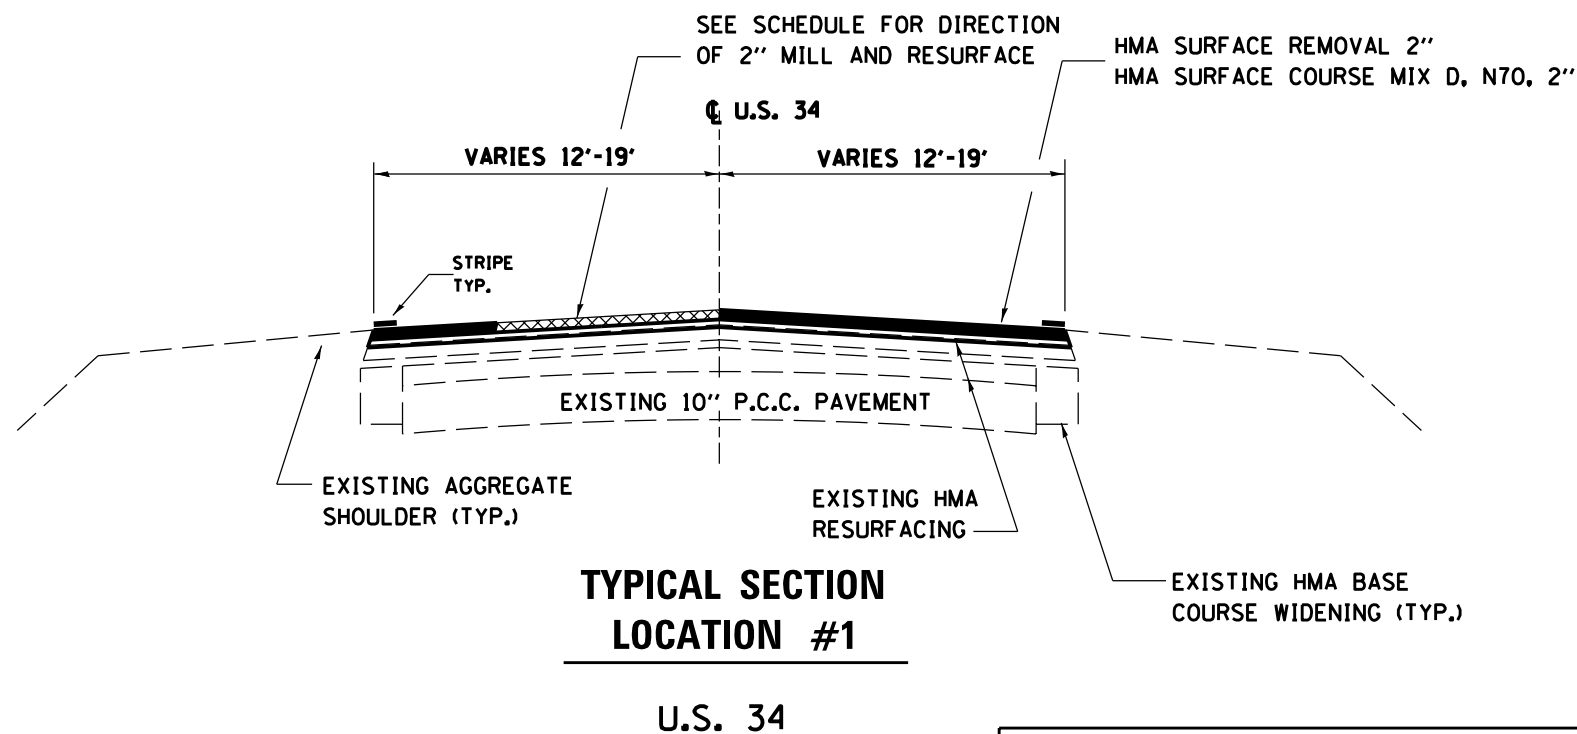 SEE SCHEDULE FOR DIRECTION
OF 2'' MILL AND RESURFACE
HMA SURFACE REMOVAL 2''
HMA SURFACE COURSE MIX D, N70, 2''
℄ U.S. 34
VARIES 12'-19'
VARIES 12'-19'
STRIPE
TYP.
EXISTING 10'' P.C.C. PAVEMENT
EXISTING AGGREGATE
SHOULDER (TYP.)
EXISTING HMA
RESURFACING
EXISTING HMA BASE
COURSE WIDENING (TYP.)
TYPICAL SECTION
LOCATION #1
U.S. 34